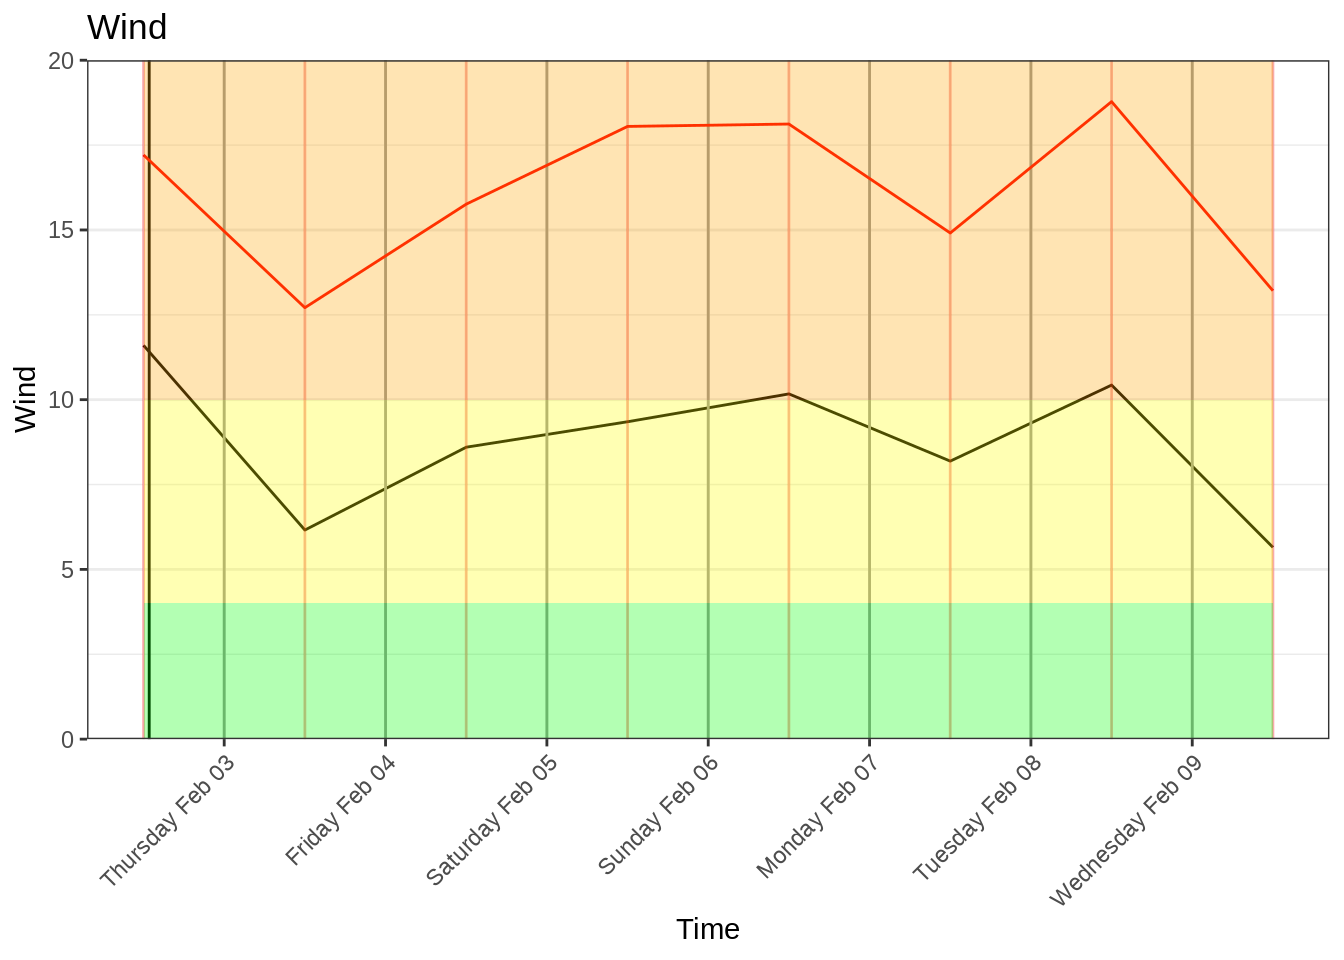 Wind
20
15
10
5
0
Wind
Thursday Feb 03
Friday Feb 04
Saturday Feb 05
Sunday Feb 06
Monday Feb 07
Tuesday Feb 08
Wednesday Feb 09
Time